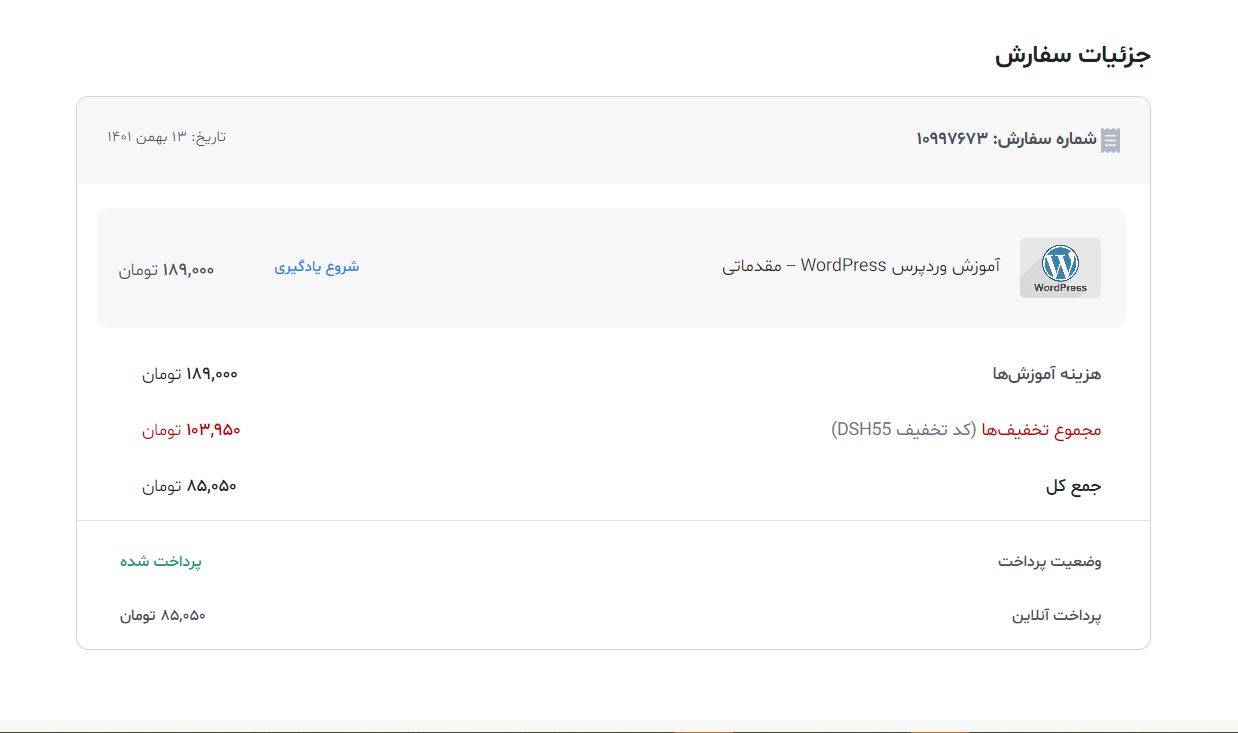 جزئیات سفارش
شماره سفارش: ۱۰۹۹۷۶۷۳ تاریخ: ۱۳ بهمن ۱۴۰۱
WordPress
آموزش وردپرس WordPress – مقدماتی شروع یادگیری ۱۸۹,۰۰۰ تومان
هزینه آموزش‌ها ۱۸۹,۰۰۰ تومان
مجموع تخفیف‌ها (کد تخفیف DSH55) ۱۰۳,۹۵۰ تومان
جمع کل ۸۵,۰۵۰ تومان
وضعیت پرداخت پرداخت شده
پرداخت آنلاین ۸۵,۰۵۰ تومان